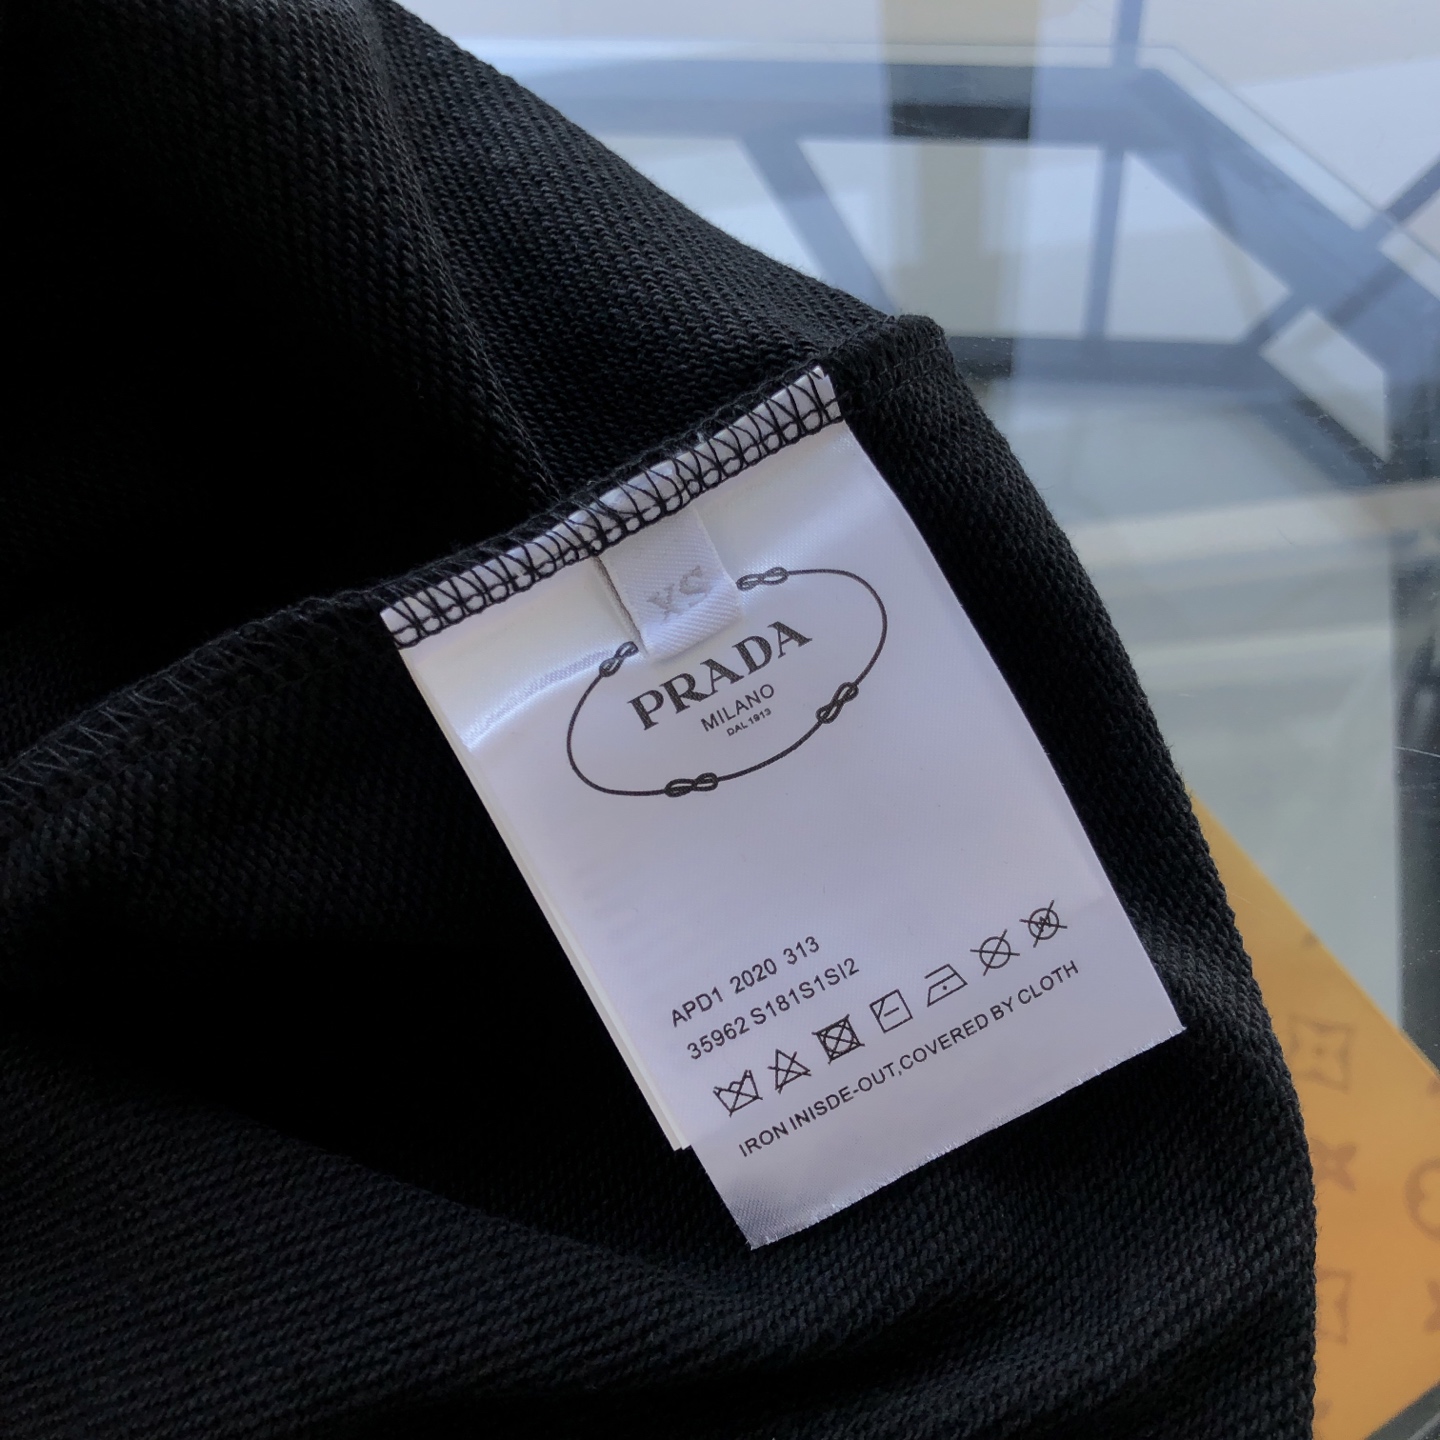 XS
PRADA
MILANO
DAL 1913
APD1 2020 313
35962 S181S1SI2
IRON INISDE-OUT,COVERED BY CLOTH